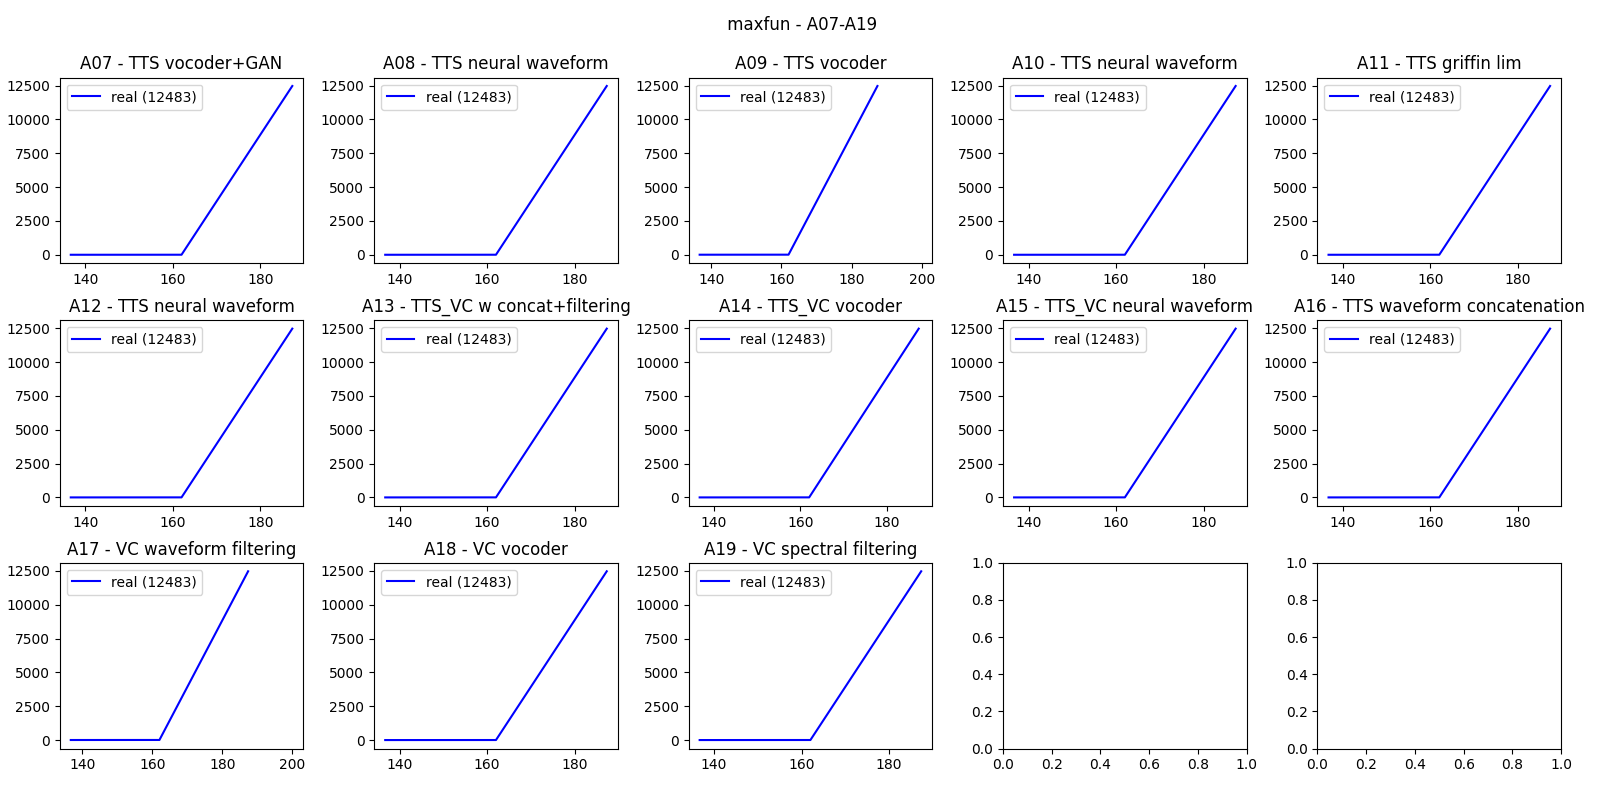 maxfun - A07-A19
A07 - TTS vocoder+GAN
real (12483)
12500
10000
7500
5000
2500
0
140 160 180
A08 - TTS neural waveform
real (12483)
12500
10000
7500
5000
2500
0
140 160 180
A09 - TTS vocoder
real (12483)
12500
10000
7500
5000
2500
0
140 160 180 200
A10 - TTS neural waveform
real (12483)
12500
10000
7500
5000
2500
0
140 160 180
A11 - TTS griffin lim
real (12483)
12500
10000
7500
5000
2500
0
140 160 180
A12 - TTS neural waveform
real (12483)
12500
10000
7500
5000
2500
0
140 160 180
A13 - TTS_VC w concat+filtering
real (12483)
12500
10000
7500
5000
2500
0
140 160 180
A14 - TTS_VC vocoder
real (12483)
12500
10000
7500
5000
2500
0
140 160 180
A15 - TTS_VC neural waveform
real (12483)
12500
10000
7500
5000
2500
0
140 160 180
A16 - TTS waveform concatenation
real (12483)
12500
10000
7500
5000
2500
0
140 160 180
A17 - VC waveform filtering
real (12483)
12500
10000
7500
5000
2500
0
140 160 180 200
A18 - VC vocoder
real (12483)
12500
10000
7500
5000
2500
0
140 160 180
A19 - VC spectral filtering
real (12483)
12500
10000
7500
5000
2500
0
140 160 180
1.0
0.8
0.6
0.4
0.2
0.0
0.0 0.2 0.4 0.6 0.8 1.0
1.0
0.8
0.6
0.4
0.2
0.0
0.0 0.2 0.4 0.6 0.8 1.0